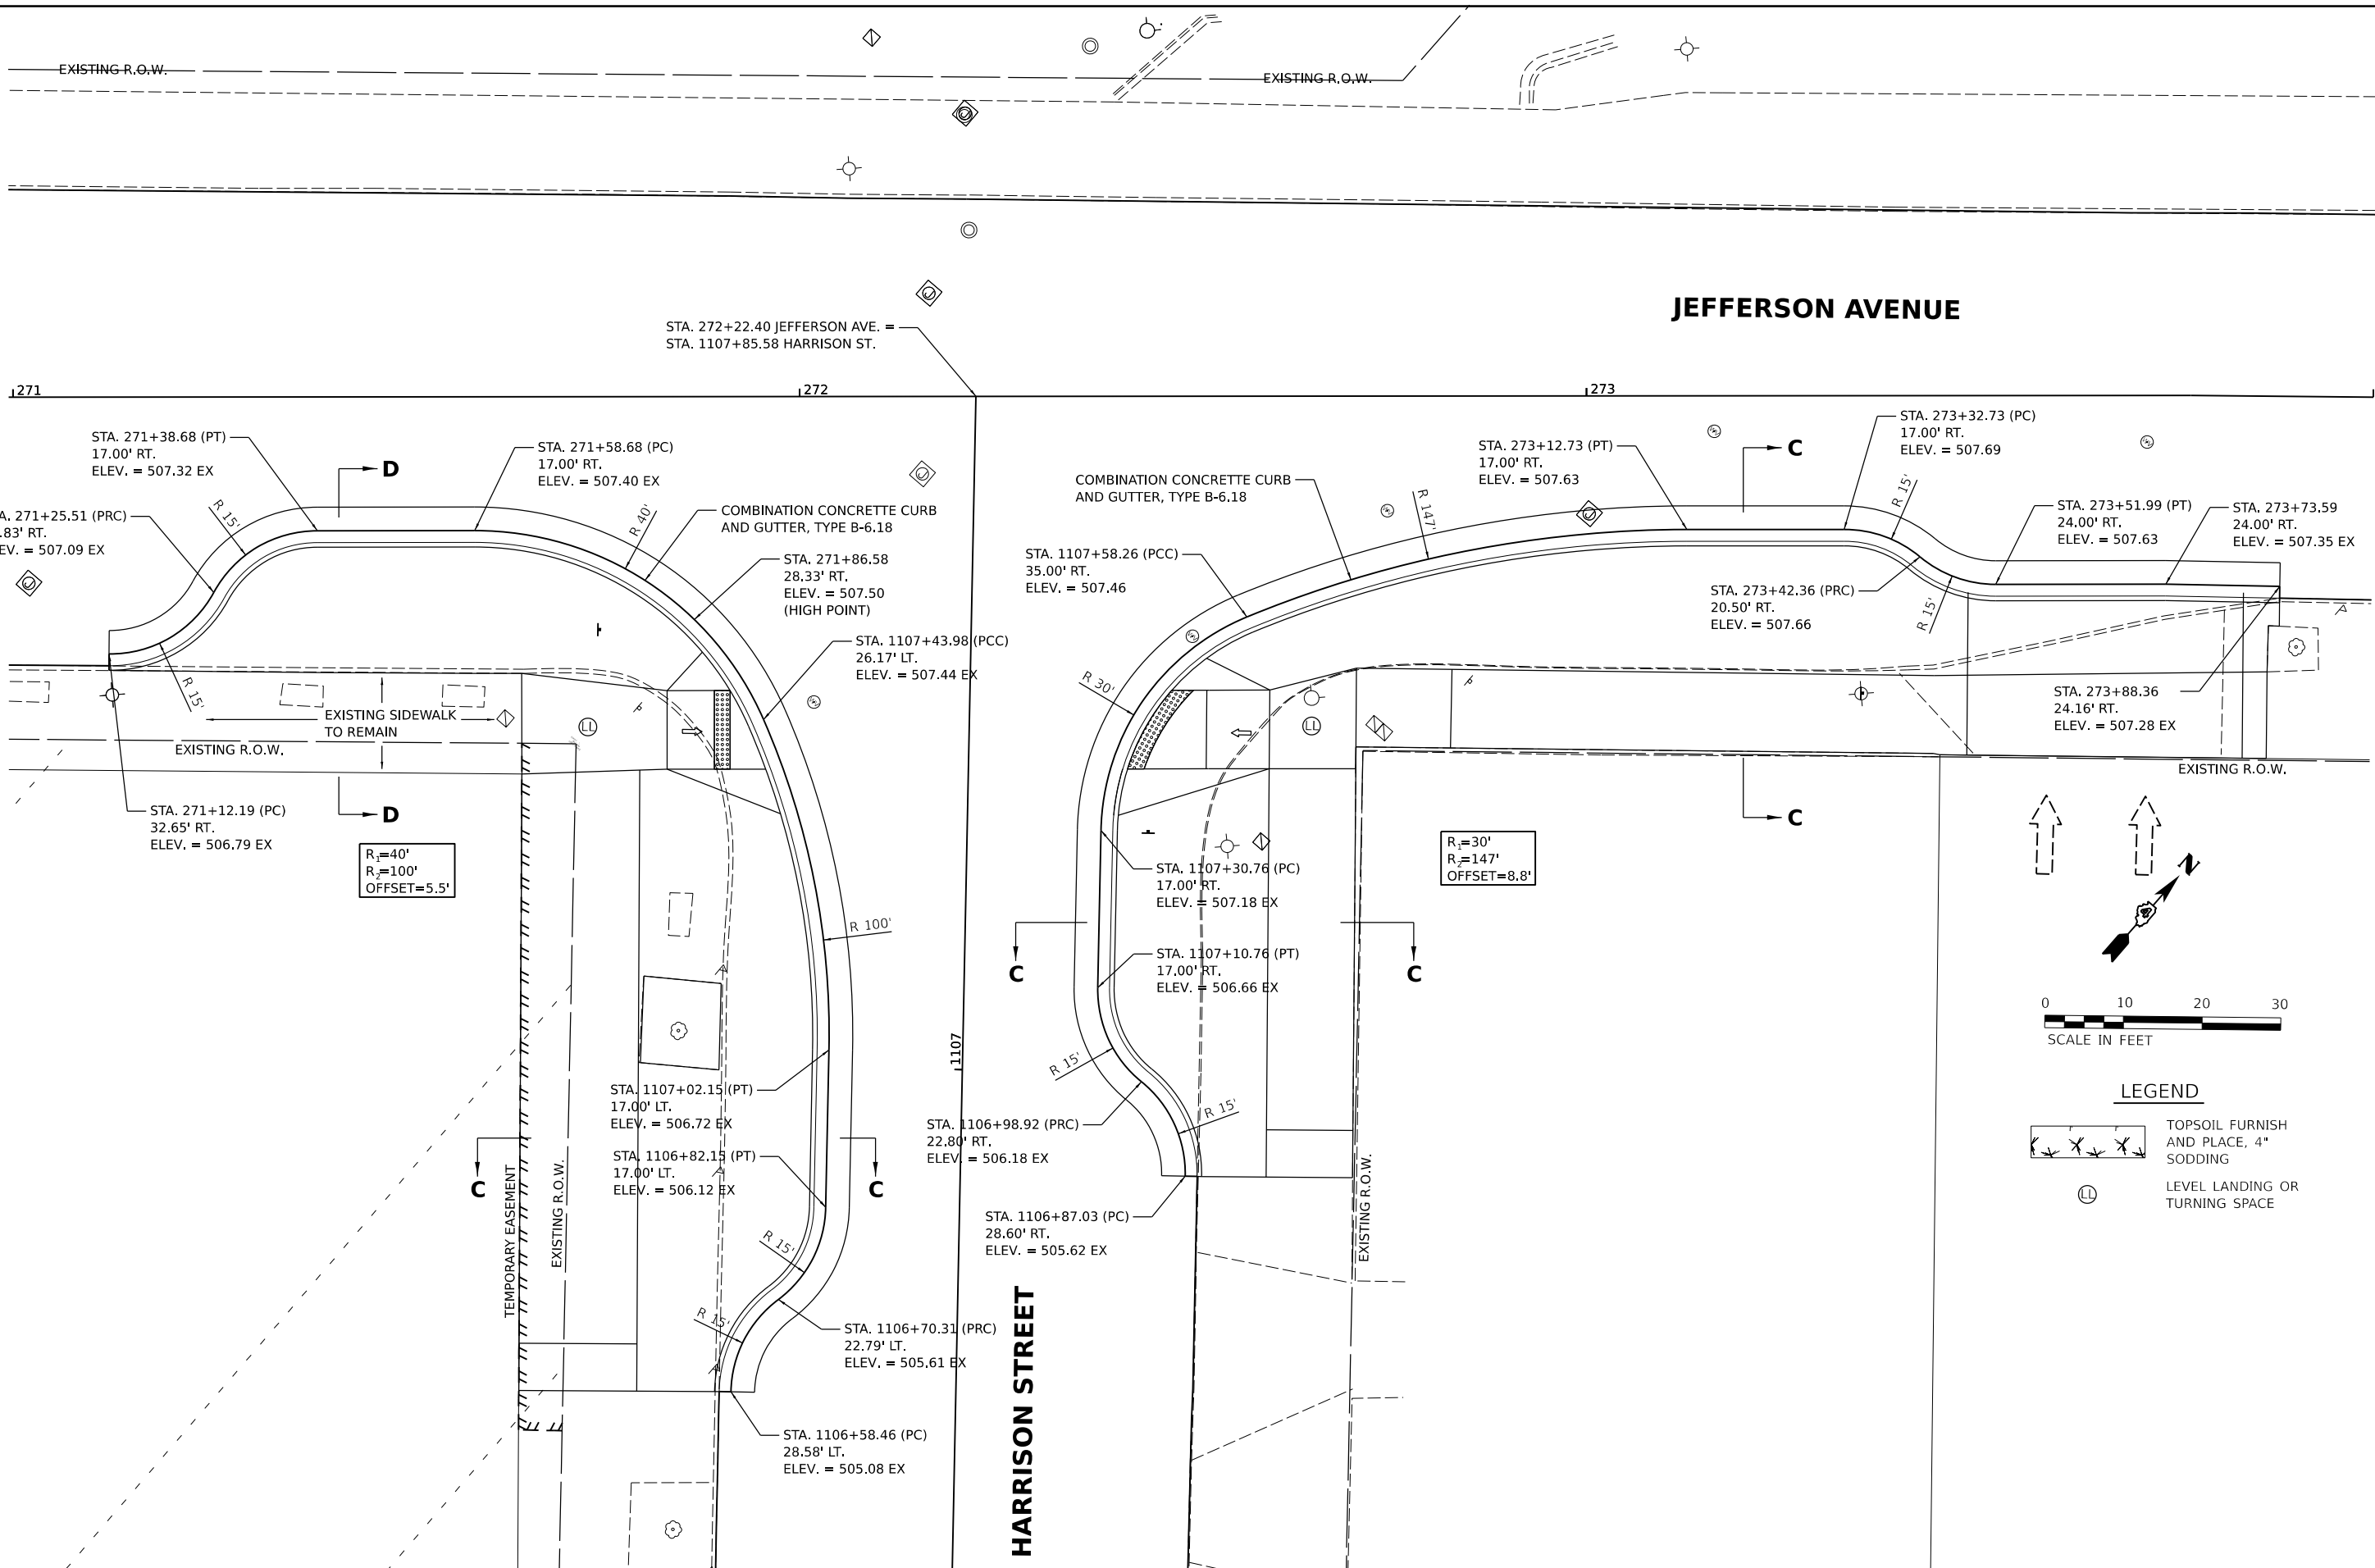 EXISTING R.O.W.
EXISTING R.O.W.
JEFFERSON AVENUE
STA. 272+22.40 JEFFERSON AVE. =
STA. 1107+85.58 HARRISON ST.
271
272
273
STA. 271+38.68 (PT)
17.00' RT.
ELEV. = 507.32 EX
D
STA. 271+58.68 (PC)
17.00' RT.
ELEV. = 507.40 EX
COMBINATION CONCRETTE CURB
AND GUTTER, TYPE B-6.18
STA. 273+12.73 (PT)
17.00' RT.
ELEV. = 507.63
C
STA. 273+32.73 (PC)
17.00' RT.
ELEV. = 507.69
271+25.51 (PRC)
.83' RT.
= 507.09 EX
R 15'
R 40'
COMBINATION CONCRETTE CURB
AND GUTTER, TYPE B-6.18
R 147'
R 15'
STA. 273+51.99 (PT)
24.00' RT.
ELEV. = 507.63
STA. 273+73.59
24.00' RT.
ELEV. = 507.35 EX
STA. 271+86.58
28.33' RT.
ELEV. = 507.50
(HIGH POINT)
STA. 1107+58.26 (PCC)
35.00' RT.
ELEV. = 507.46
STA. 273+42.36 (PRC)
20.50' RT.
ELEV. = 507.66
R 15'
STA. 1107+43.98 (PCC)
26.17' LT.
ELEV. = 507.44 EX
R 15'
R 30'
EXISTING SIDEWALK
TO REMAIN
LL
LL
STA. 273+88.36
24.16' RT.
ELEV. = 507.28 EX
EXISTING R.O.W.
EXISTING R.O.W.
STA. 271+12.19 (PC)
32.65' RT.
ELEV. = 506.79 EX
D
C
R1=40'
R2=100'
OFFSET=5.5'
R1=30'
R2=147'
OFFSET=8.8'
STA. 1107+30.76 (PC)
17.00' RT.
ELEV. = 507.18 EX
N
R 100'
C
C
STA. 1107+10.76 (PT)
17.00' RT.
ELEV. = 506.66 EX
0 10 20 30
SCALE IN FEET
1107
R 15'
STA. 1107+02.15 (PT)
17.00' LT.
ELEV. = 506.72 EX
R 15'
LEGEND
TOPSOIL FURNISH
AND PLACE, 4"
SODDING
STA. 1106+98.92 (PRC)
22.80' RT.
ELEV. = 506.18 EX
STA. 1106+82.15 (PT)
17.00' LT.
ELEV. = 506.12 EX
C
C
LL
LEVEL LANDING OR
TURNING SPACE
TEMPORARY EASEMENT
EXISTING R.O.W.
EXISTING R.O.W.
STA. 1106+87.03 (PC)
28.60' RT.
ELEV. = 505.62 EX
R 15'
R 15'
STA. 1106+70.31 (PRC)
22.79' LT.
ELEV. = 505.61 EX
HARRISON STREET
STA. 1106+58.46 (PC)
28.58' LT.
ELEV. = 505.08 EX